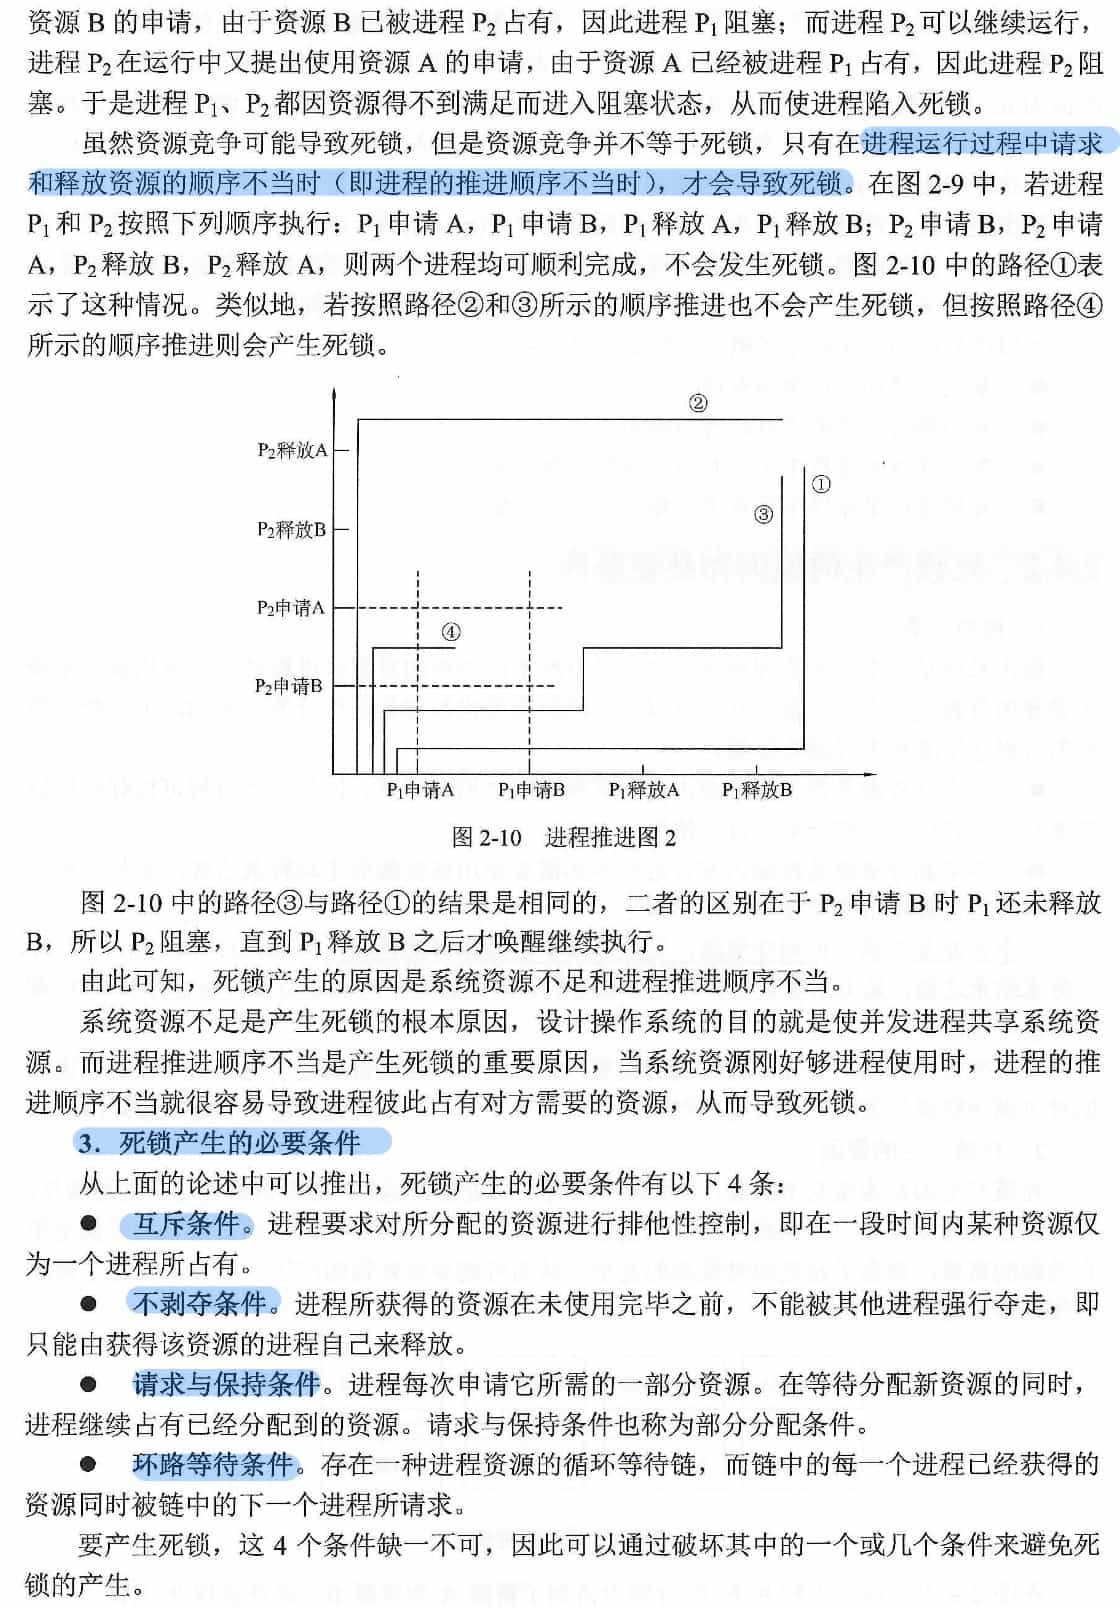 资源 B 的申请，由于资源 B 已被进程 P₂ 占有，因此进程 P₁ 阻塞；而进程 P₂ 可以继续运行，
进程 P₂ 在运行中又提出使用资源 A 的申请，由于资源 A 已经被进程 P₁ 占有，因此进程 P₂ 阻
塞。于是进程 P₁、P₂ 都因资源得不到满足而进入阻塞状态，从而使进程陷入死锁。
虽然资源竞争可能导致死锁，但是资源竞争并不等于死锁，只有在进程运行过程中请求
和释放资源的顺序不当时（即进程的推进顺序不当时），才会导致死锁。在图 2-9 中，若进程
P₁ 和 P₂ 按照下列顺序执行：P₁ 申请 A，P₁ 申请 B，P₁ 释放 A，P₁ 释放 B；P₂ 申请 B，P₂ 申请
A，P₂ 释放 B，P₂ 释放 A，则两个进程均可顺利完成，不会发生死锁。图 2-10 中的路径①表
示了这种情况。类似地，若按照路径②和③所示的顺序推进也不会产生死锁，但按照路径④
所示的顺序推进则会产生死锁。
②
P₂释放A
①
③
P₂释放B
P₂申请A
④
P₂申请B
P₁申请A P₁申请B P₁释放A P₁释放B
图 2-10 进程推进图 2
图 2-10 中的路径③与路径①的结果是相同的，二者的区别在于 P₂ 申请 B 时 P₁ 还未释放
B，所以 P₂ 阻塞，直到 P₁ 释放 B 之后才唤醒继续执行。
由此可知，死锁产生的原因是系统资源不足和进程推进顺序不当。
系统资源不足是产生死锁的根本原因，设计操作系统的目的就是使并发进程共享系统资
源。而进程推进顺序不当是产生死锁的重要原因，当系统资源刚好够进程使用时，进程的推
进顺序不当就很容易导致进程彼此占有对方需要的资源，从而导致死锁。
3．死锁产生的必要条件
从上面的论述中可以推出，死锁产生的必要条件有以下 4 条：
● 互斥条件。进程要求对所分配的资源进行排他性控制，即在一段时间内某种资源仅
为一个进程所占有。
● 不剥夺条件。进程所获得的资源在未使用完毕之前，不能被其他进程强行夺走，即
只能由获得该资源的进程自己来释放。
● 请求与保持条件。进程每次申请它所需的一部分资源。在等待分配新资源的同时，
进程继续占有已经分配到的资源。请求与保持条件也称为部分分配条件。
● 环路等待条件。存在一种进程资源的循环等待链，而链中的每一个进程已经获得的
资源同时被链中的下一个进程所请求。
要产生死锁，这 4 个条件缺一不可，因此可以通过破坏其中的一个或几个条件来避免死
锁的产生。